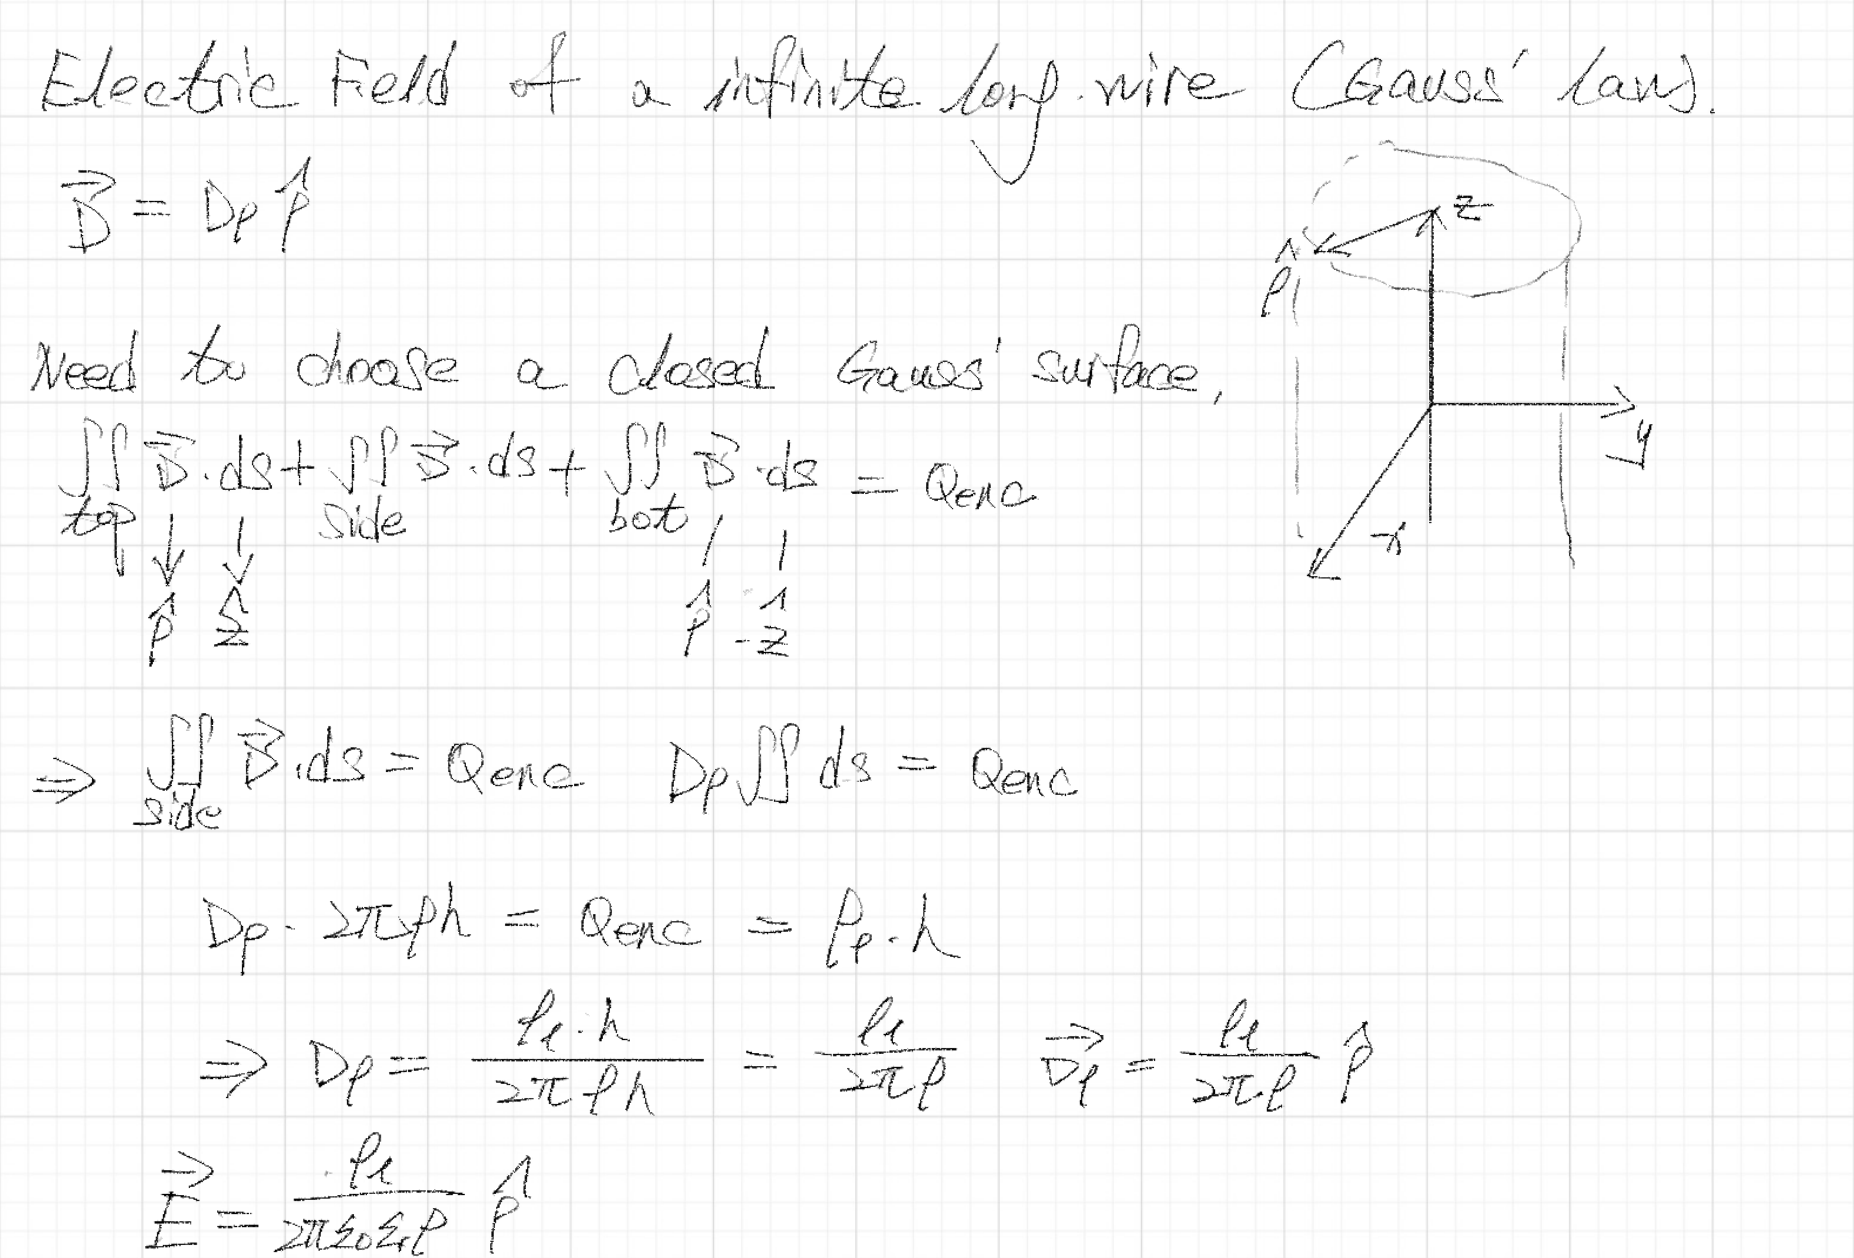 Electric Field of a infinite long wire (Gauss' law).
D⃗ = Dρ ρ̂
z
ρ̂
y
x
Need to choose a closed Gauss' surface,
∬ D⃗·ds + ∬ D⃗·ds + ∬ D⃗·ds = Qenc
top side bot
ρ̂ ẑ ρ̂ -ẑ
⇒ ∬ D⃗·ds = Qenc Dρ∬ ds = Qenc
side
Dρ·2πρh = Qenc = ρℓ·h
⇒ Dρ = ρℓ·h / 2πρh = ρℓ / 2πρ D⃗ρ = ρℓ / 2πρ ρ̂
E⃗ = ρℓ / 2πε₀εᵣρ ρ̂